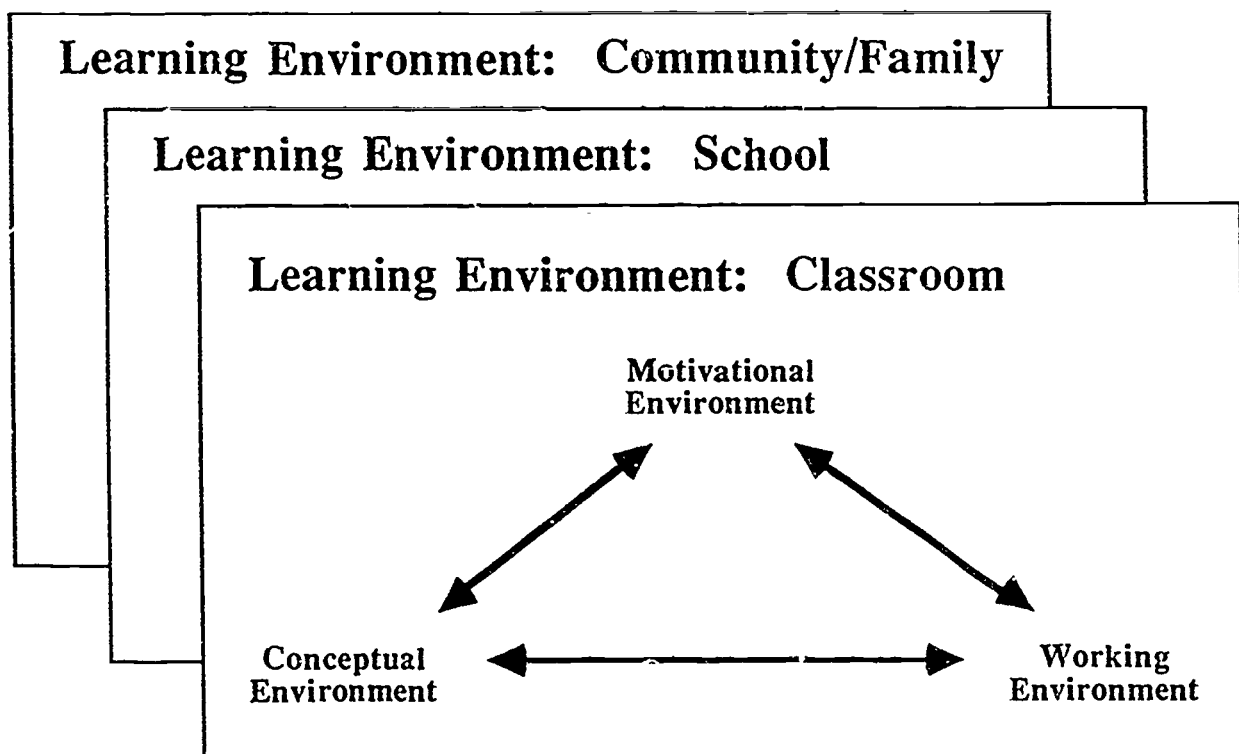 Learning Environment: Community/Family
Learning Environment: School
Learning Environment: Classroom
Motivational
Environment
Conceptual
Environment
Working
Environment